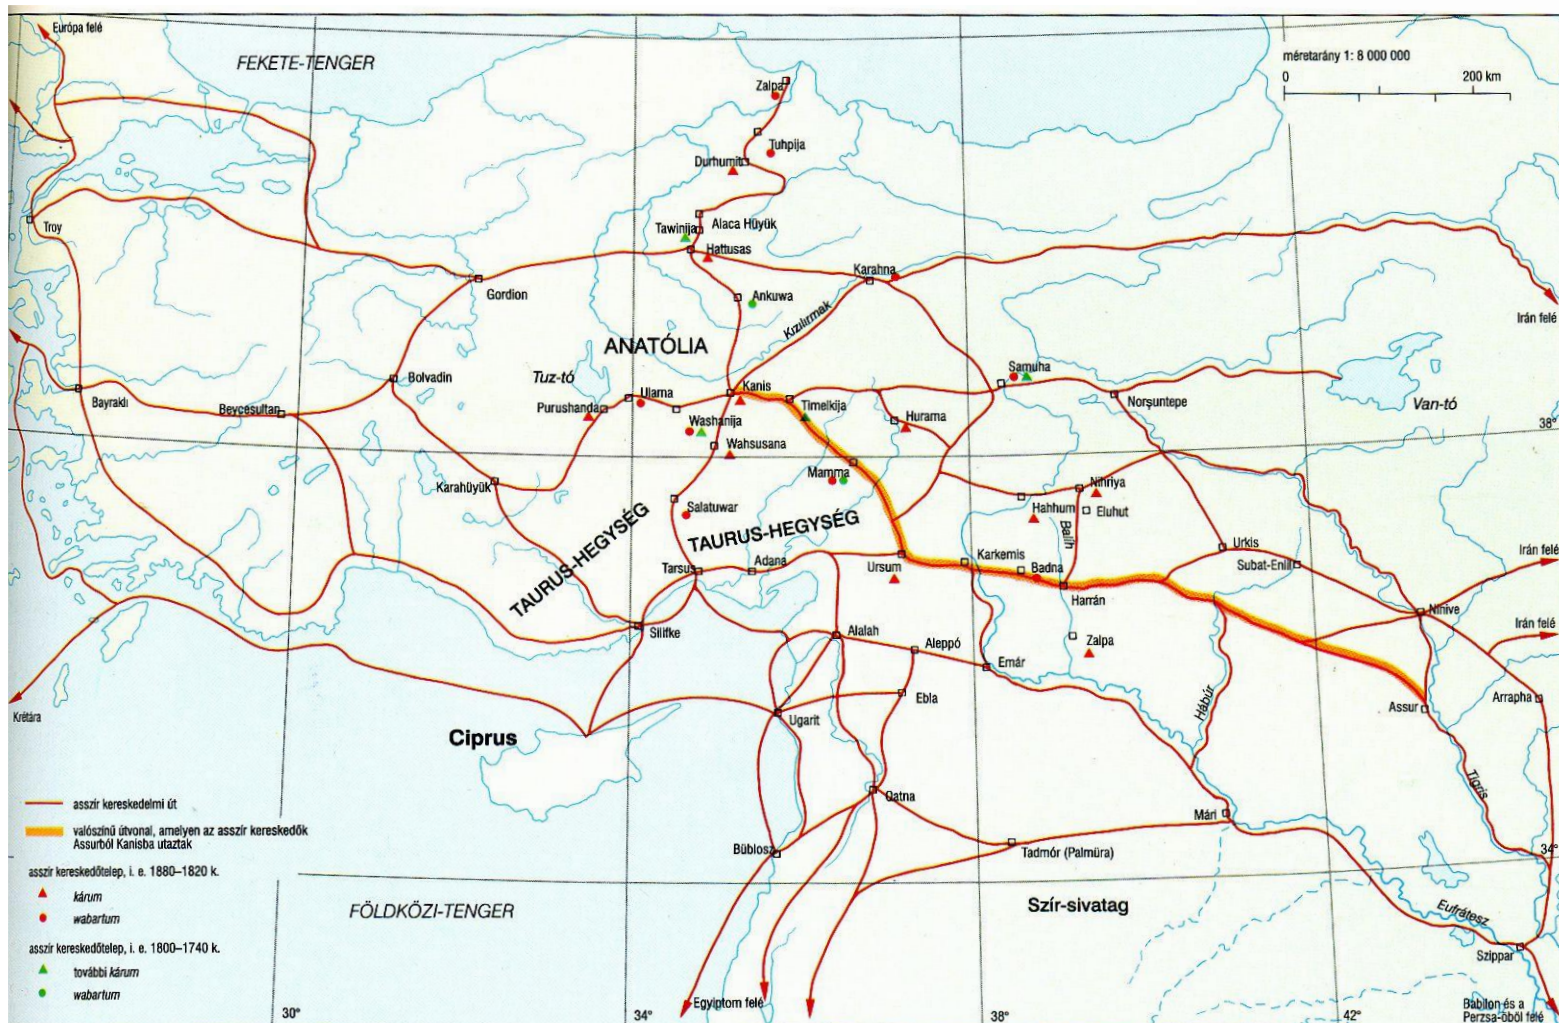 Európa felé
FEKETE-TENGER
méretarány 1: 8 000 000
0 200 km
Zalpa
Tuhpija
Durhumit
Troy
Tawinija
Alaca Hüyük
Hattusas
Karahna
Gordion
Ankuwa
Kızılırmak
Irán felé
ANATÓLIA
Samuha
Tuz-tó
Kanis
Bolvadin
Ulama
Norşuntepe
Van-tó
Bayraklı
Beycesultan
Purushanda
Timelkija
Hurama
Washanija
38°
Wahsusana
Mamma
Karahüyük
Nihriya
Salatuwar
Hahhum
Eluhut
TAURUS-HEGYSÉG
TAURUS-HEGYSÉG
Balíh
Urkis
Irán felé
Tarsus
Adana
Ursum
Karkemis
Badna
Subat-Enlil
Harrán
Ninive
Irán felé
Silifke
Alalah
Aleppó
Zalpa
Emár
Krétára
Ebla
Hábúr
Assur
Arrapha
Ugarit
Ciprus
Tigris
asszír kereskedelmi út
Qatna
Mári
valószínű útvonal, amelyen az asszír kereskedők
Assurból Kanisba utaztak
Büblosz
Tadmór (Palmüra)
34°
asszír kereskedőtelep, i. e. 1880–1820 k.
kárum
wabartum
FÖLDKÖZI-TENGER
Szír-sivatag
Eufrátesz
asszír kereskedőtelep, i. e. 1800–1740 k.
további kárum
wabartum
Szippar
Egyiptom felé
Babilon és a
Perzsa-öböl felé
30°
34°
38°
42°